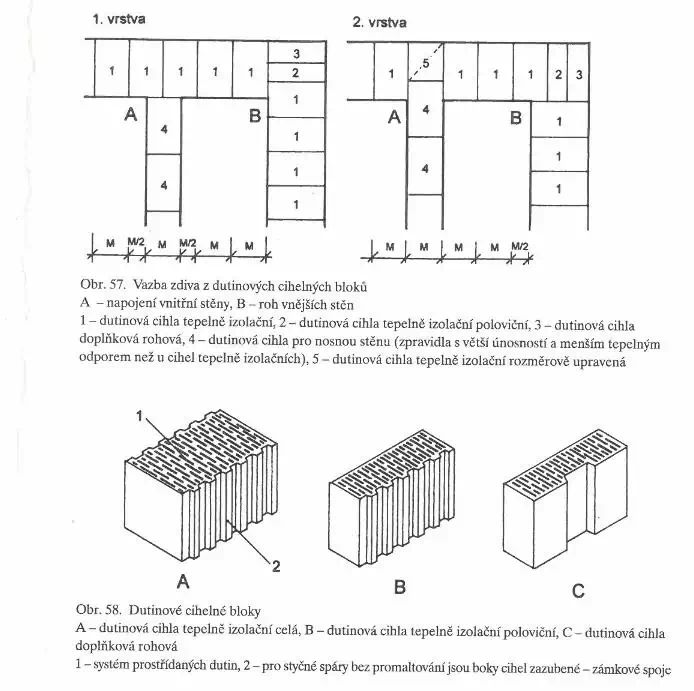 1. vrstva
2. vrstva
1 1 1 1 1 3
2
1
1
1
1
A B
4
4
M M/2 M M/2 M M
1 5 1 1 1 2 3
4
4
A B
1
1
1
M M M M M/2
Obr. 57. Vazba zdiva z dutinových cihelných bloků
A – napojení vnitřní stěny, B – roh vnějších stěn
1 – dutinová cihla tepelně izolační, 2 – dutinová cihla tepelně izolační poloviční, 3 – dutinová cihla
doplňková rohová, 4 – dutinová cihla pro nosnou stěnu (zpravidla s větší únosností a menším tepelným
odporem než u cihel tepelně izolačních), 5 – dutinová cihla tepelně izolační rozměrově upravená
1
2
A
B
C
Obr. 58. Dutinové cihelné bloky
A – dutinová cihla tepelně izolační celá, B – dutinová cihla tepelně izolační poloviční, C – dutinová cihla
doplňková rohová
1 – systém prostřídaných dutin, 2 – pro styčné spáry bez promaltování jsou boky cihel zazubené – zámkové spoje